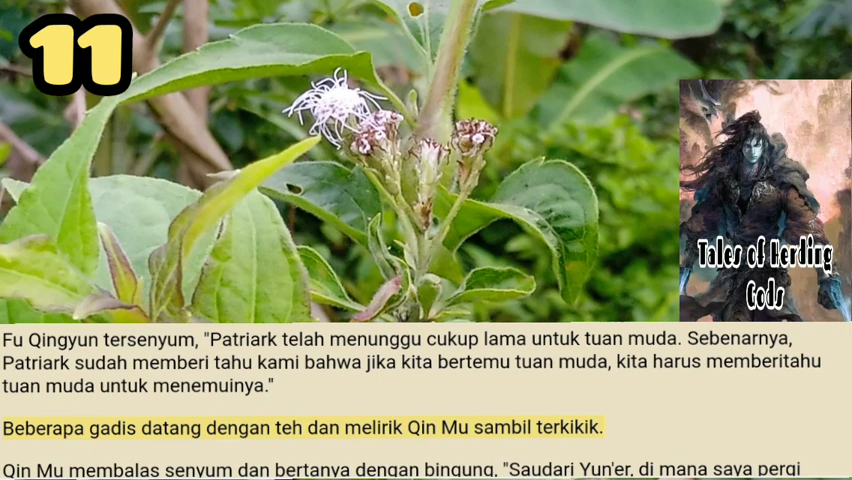 11
Tales of Herding
Gods
Fu Qingyun tersenyum, "Patriark telah menunggu cukup lama untuk tuan muda. Sebenarnya,
Patriark sudah memberi tahu kami bahwa jika kita bertemu tuan muda, kita harus memberitahu
tuan muda untuk menemuinya."
Beberapa gadis datang dengan teh dan melirik Qin Mu sambil terkikik.
Qin Mu membalas senyum dan bertanya dengan bingung, "Saudari Yun'er, di mana saya pergi